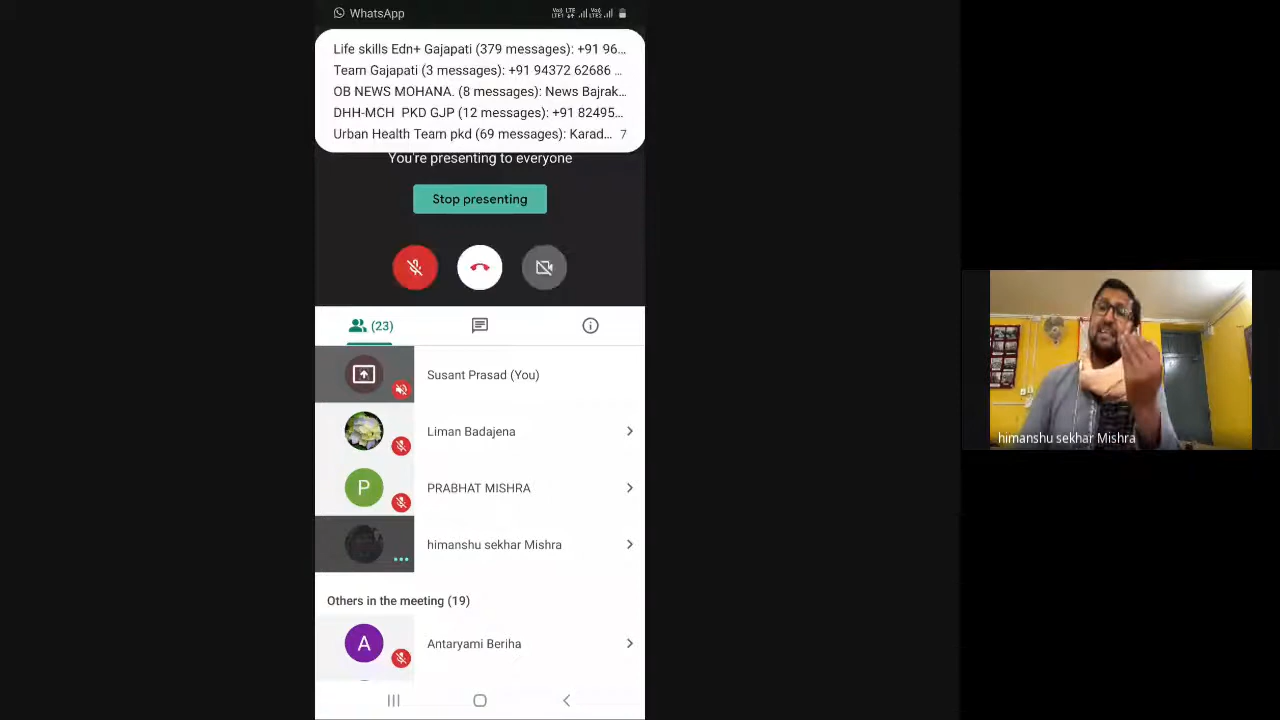 WhatsApp
Life skills Edn+ Gajapati (379 messages): +91 96...
Team Gajapati (3 messages): +91 94372 62686 ...
OB NEWS MOHANA. (8 messages): News Bajrak...
DHH-MCH PKD GJP (12 messages): +91 82495...
Urban Health Team pkd (69 messages): Karad... 7
You're presenting to everyone
Stop presenting
(23)
Susant Prasad (You)
Liman Badajena
P PRABHAT MISHRA
himanshu sekhar Mishra
Others in the meeting (19)
A Antaryami Beriha
himanshu sekhar Mishra